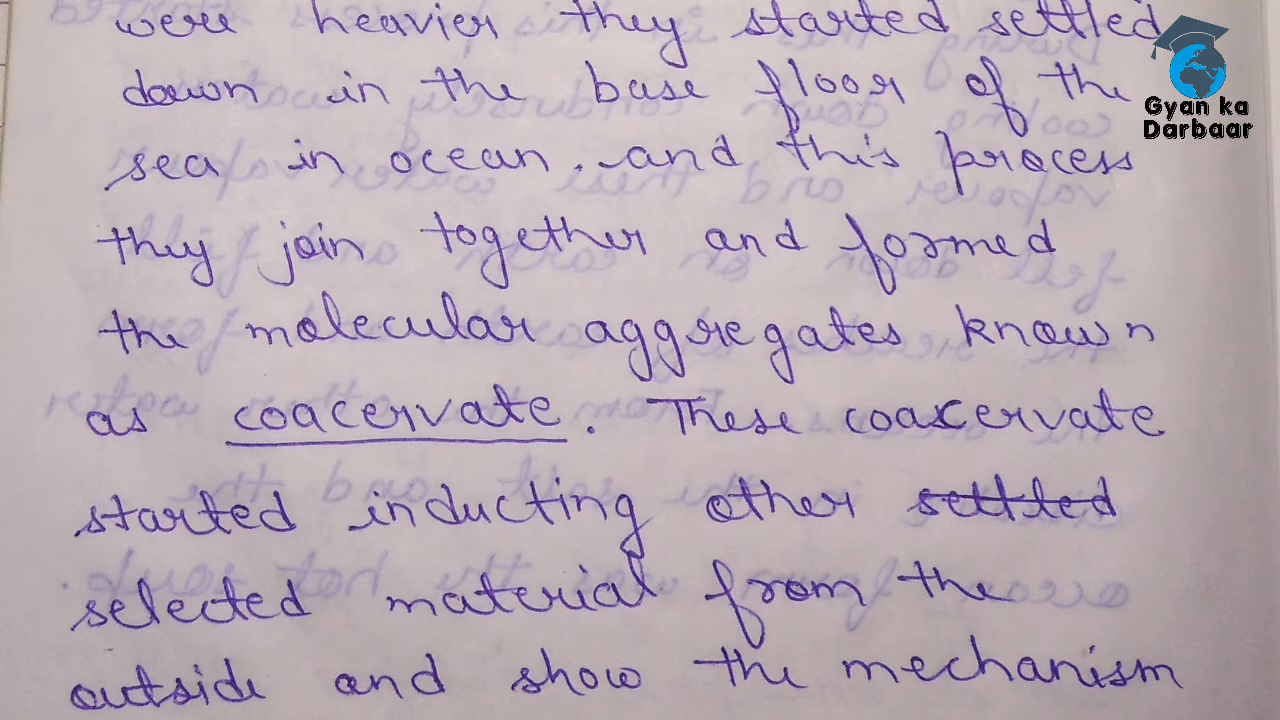 were heavier they started settled
down in the base floor of the
sea in ocean. and this process
they join together and formed
the molecular aggregates known
as coacervate. These coacervate
started inducting other settled
selected material from the
outside and show the mechanism
Gyan ka
Darbaar